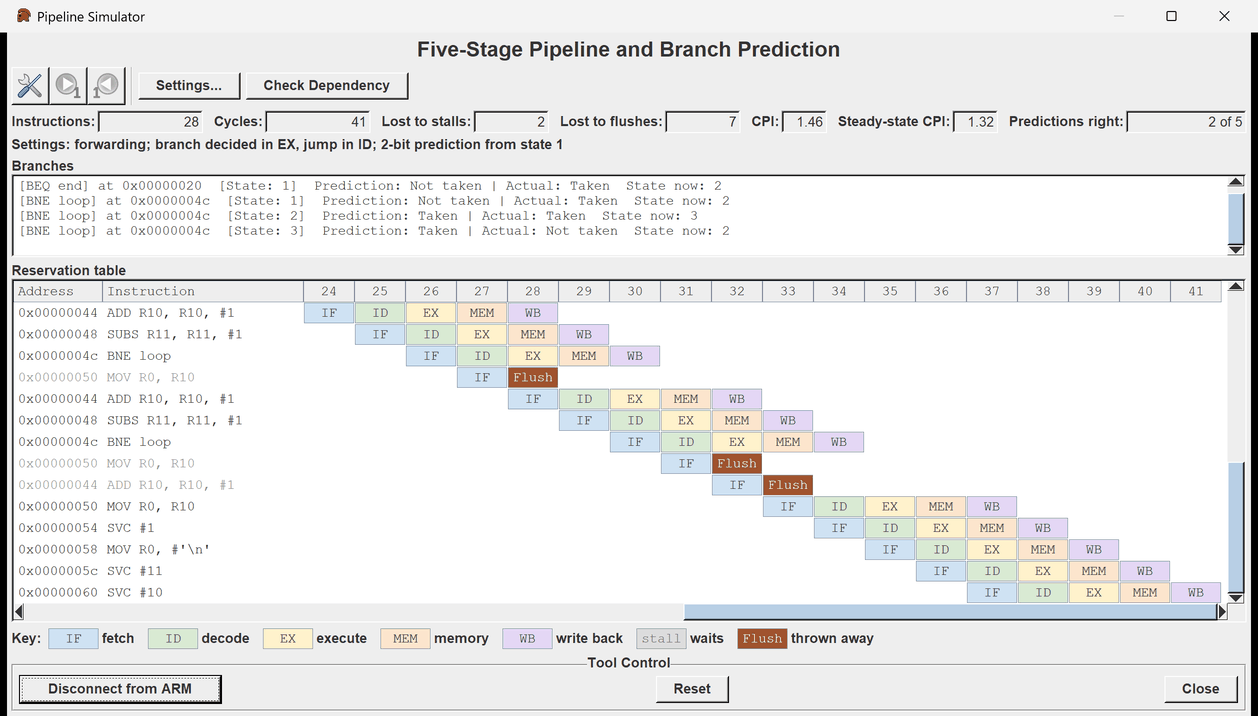 Pipeline Simulator
Five-Stage Pipeline and Branch Prediction
1 1 Settings... Check Dependency
Instructions: 28 Cycles: 41 Lost to stalls: 2 Lost to flushes: 7 CPI: 1.46 Steady-state CPI: 1.32 Predictions right: 2 of 5
Settings: forwarding; branch decided in EX, jump in ID; 2-bit prediction from state 1
Branches
[BEQ end] at 0x00000020 [State: 1] Prediction: Not taken | Actual: Taken State now: 2
[BNE loop] at 0x0000004c [State: 1] Prediction: Not taken | Actual: Taken State now: 2
[BNE loop] at 0x0000004c [State: 2] Prediction: Taken | Actual: Taken State now: 3
[BNE loop] at 0x0000004c [State: 3] Prediction: Taken | Actual: Not taken State now: 2
Reservation table
Address Instruction 24 25 26 27 28 29 30 31 32 33 34 35 36 37 38 39 40 41
0x00000044 ADD R10, R10, #1 IF ID EX MEM WB
0x00000048 SUBS R11, R11, #1 IF ID EX MEM WB
0x0000004c BNE loop IF ID EX MEM WB
0x00000050 MOV R0, R10 IF Flush
0x00000044 ADD R10, R10, #1 IF ID EX MEM WB
0x00000048 SUBS R11, R11, #1 IF ID EX MEM WB
0x0000004c BNE loop IF ID EX MEM WB
0x00000050 MOV R0, R10 IF Flush
0x00000044 ADD R10, R10, #1 IF Flush
0x00000050 MOV R0, R10 IF ID EX MEM WB
0x00000054 SVC #1 IF ID EX MEM WB
0x00000058 MOV R0, #'\n' IF ID EX MEM WB
0x0000005c SVC #11 IF ID EX MEM WB
0x00000060 SVC #10 IF ID EX MEM WB
Key: IF fetch ID decode EX execute MEM memory WB write back stall waits Flush thrown away
Tool Control
Disconnect from ARM Reset Close